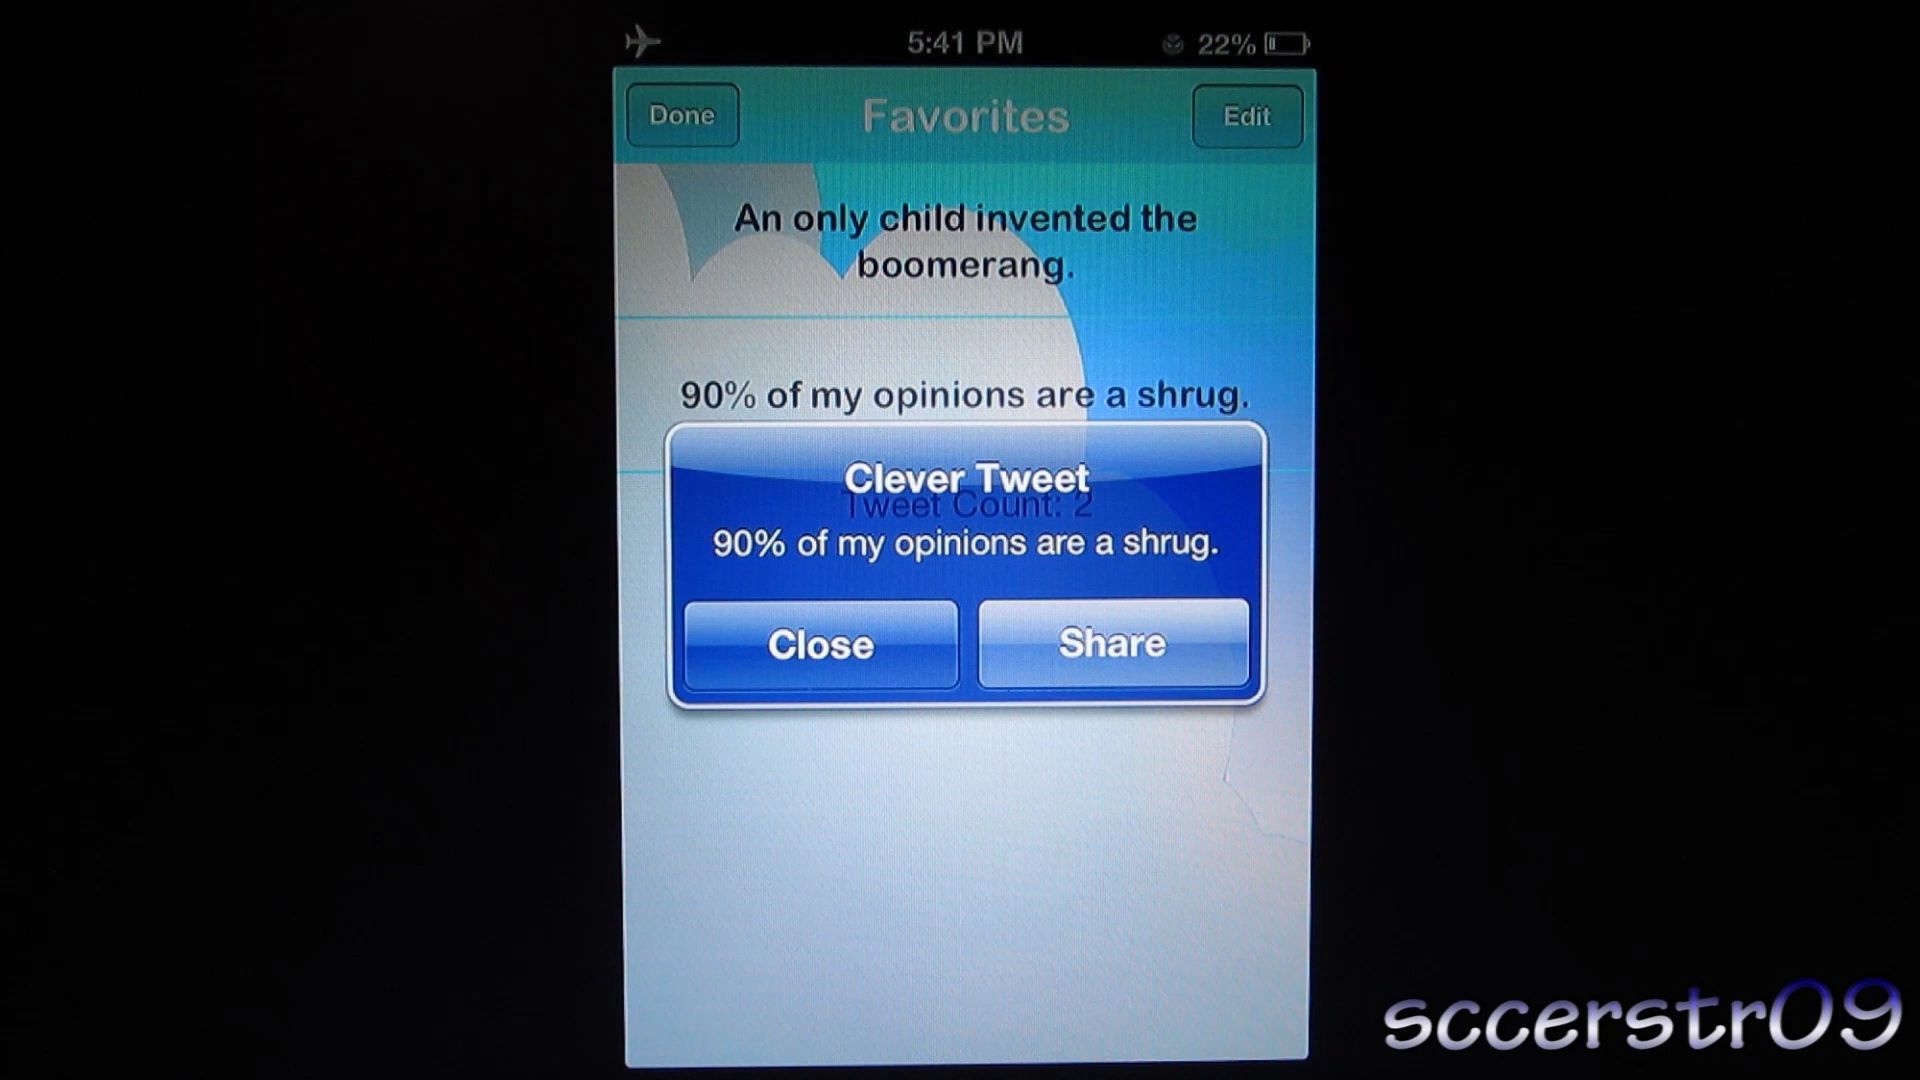 5:41 PM
22%
Done
Favorites
Edit
An only child invented the
boomerang.
90% of my opinions are a shrug.
Clever Tweet
Tweet Count: 2
90% of my opinions are a shrug.
Close
Share
sccerstr09